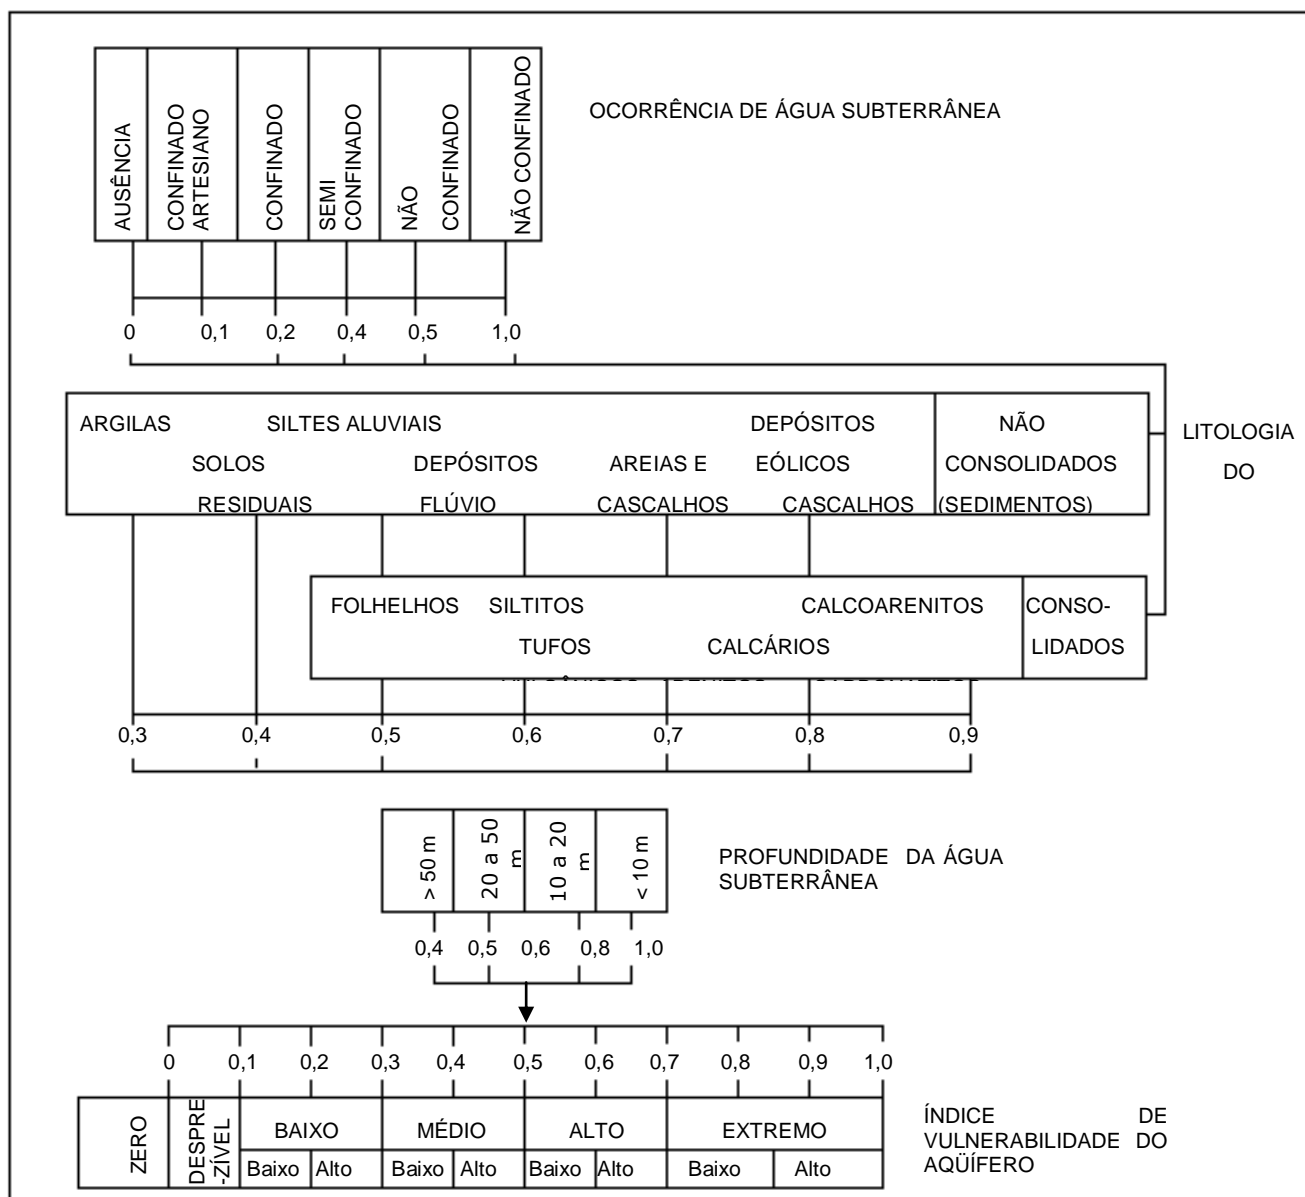 OCORRÊNCIA DE ÁGUA SUBTERRÂNEA
AUSÊNCIA
CONFINADO
ARTESIANO
CONFINADO
SEMI
CONFINADO
NÃO
CONFINADO
NÃO CONFINADO
0 0,1 0,2 0,4 0,5 1,0
ARGILAS SILTES ALUVIAIS DEPÓSITOS NÃO
SOLOS DEPÓSITOS AREIAS E EÓLICOS CONSOLIDADOS
RESIDUAIS FLÚVIO CASCALHOS CASCALHOS (SEDIMENTOS)
LITOLOGIA
DO
FOLHELHOS SILTITOS CALCOARENITOS CONSO-
TUFOS CALCÁRIOS LIDADOS
0,3 0,4 0,5 0,6 0,7 0,8 0,9
> 50 m
20 a 50
m
10 a 20
m
< 10 m
PROFUNDIDADE DA ÁGUA
SUBTERRÂNEA
0,4 0,5 0,6 0,8 1,0
0 0,1 0,2 0,3 0,4 0,5 0,6 0,7 0,8 0,9 1,0
ZERO
DESPRE
-ZÍVEL
BAIXO MÉDIO ALTO EXTREMO
Baixo Alto Baixo Alto Baixo Alto Baixo Alto
ÍNDICE DE
VULNERABILIDADE DO
AQÜÍFERO